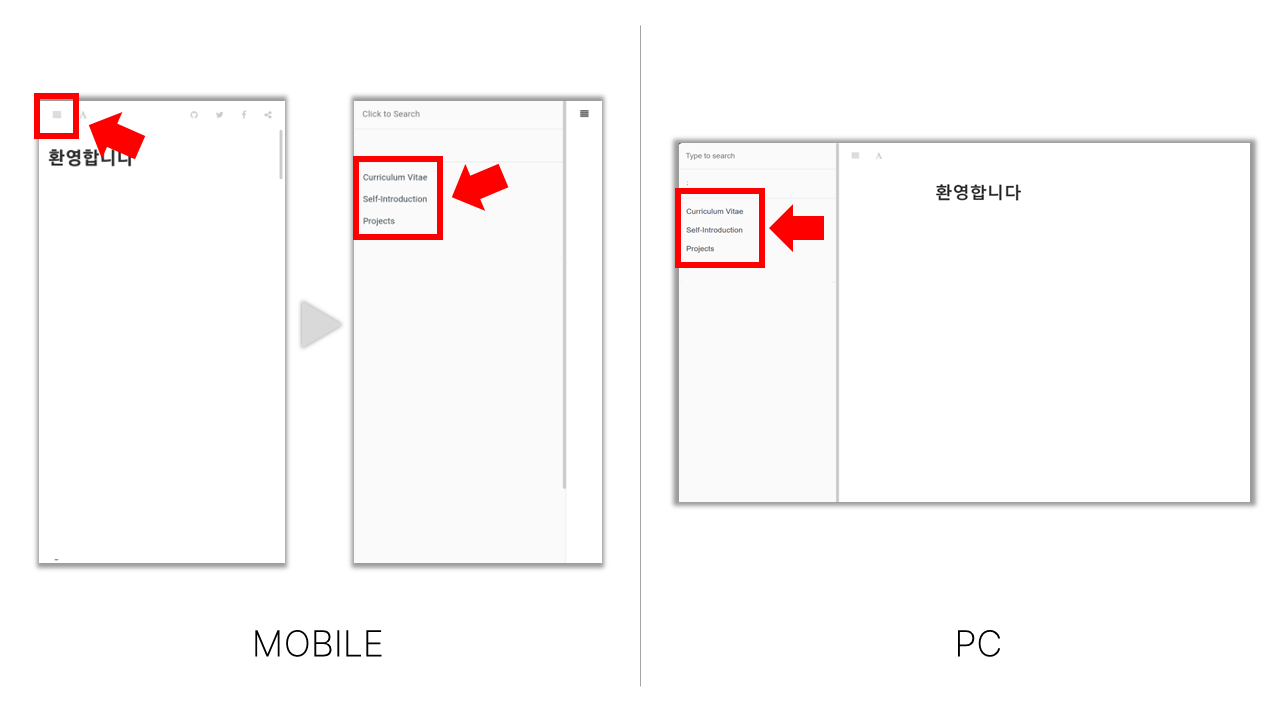 A
환영합니다
Click to Search
Curriculum Vitae
Self-Introduction
Projects
MOBILE
Type to search
Curriculum Vitae
Self-Introduction
Projects
A
환영합니다
PC